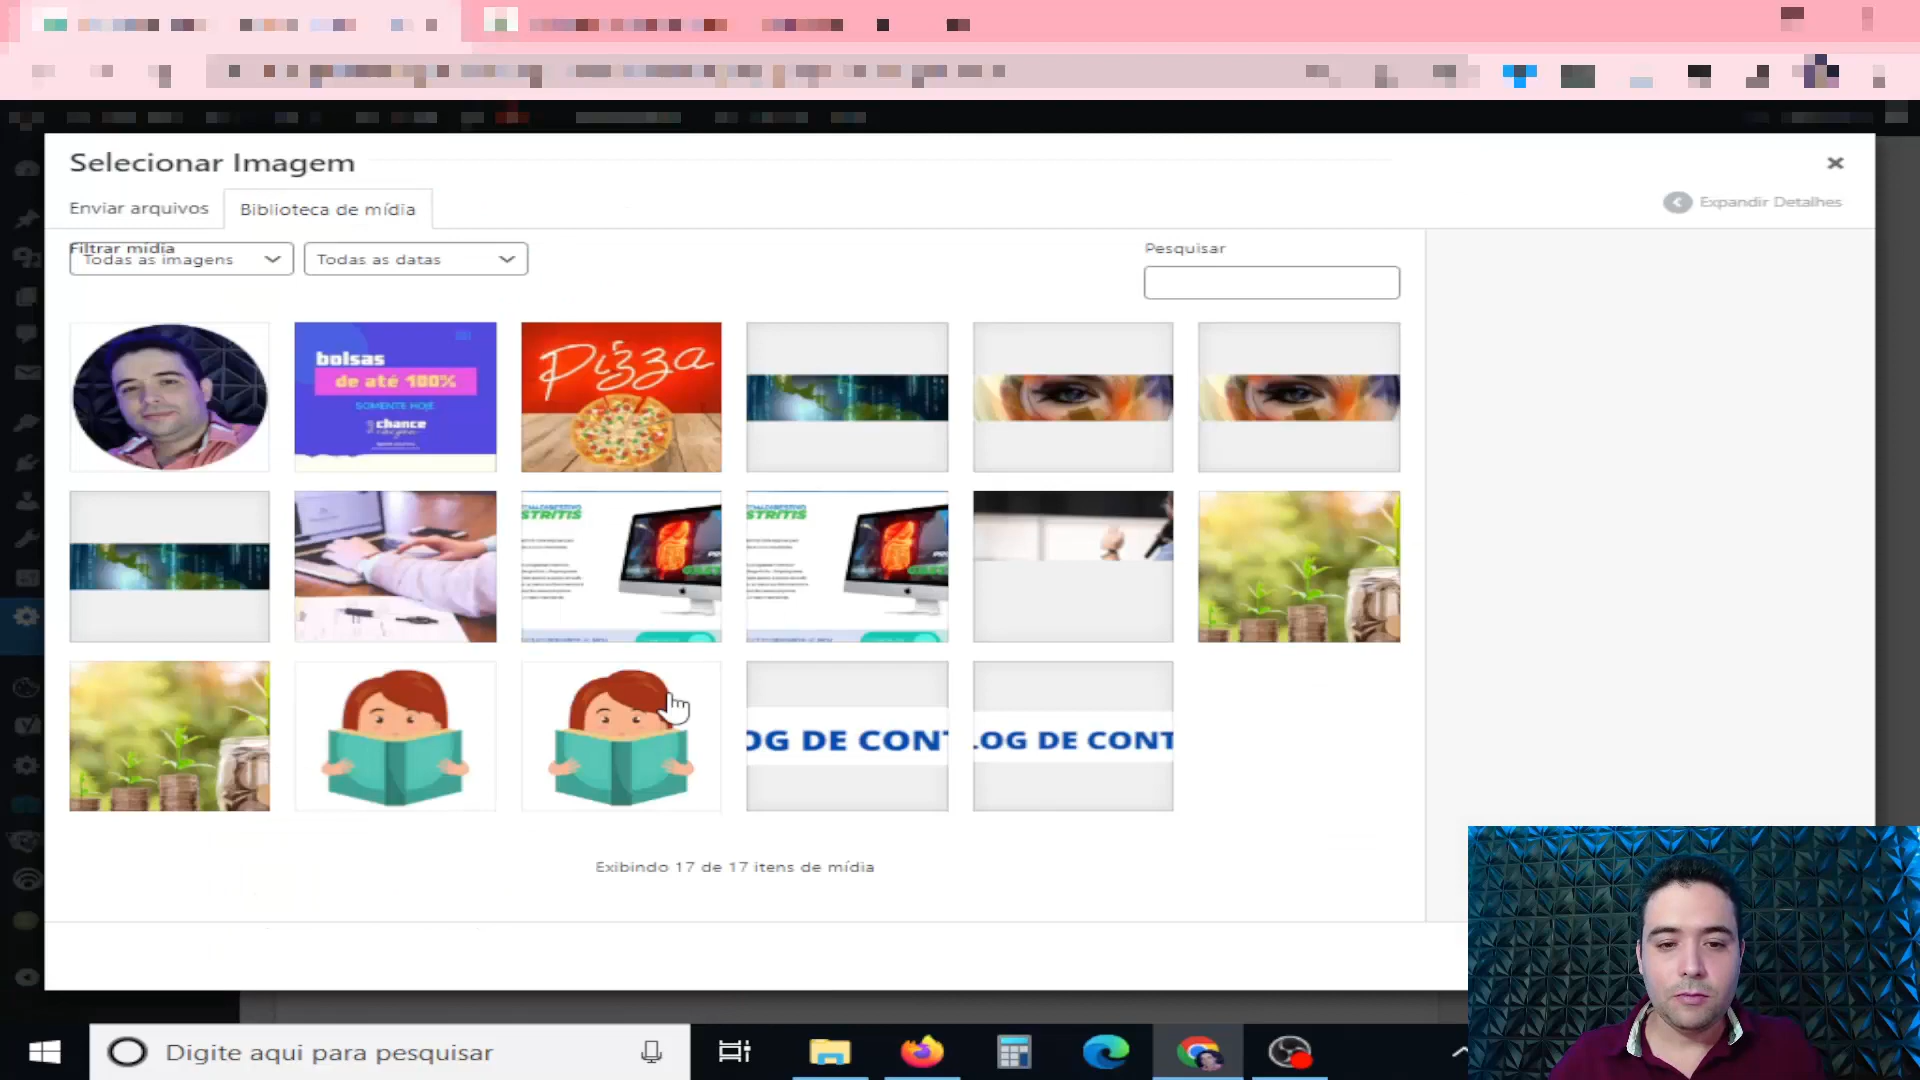 Selecionar Imagem
Enviar arquivos
Biblioteca de mídia
Expandir Detalhes
Filtrar mídia
Todas as imagens
Todas as datas
Pesquisar
bolsas
de até 100%
SOMENTE HOJE
chance
Pizza
STRITIS
STRITIS
OG DE CONT
LOG DE CONT
Exibindo 17 de 17 itens de mídia
Digite aqui para pesquisar